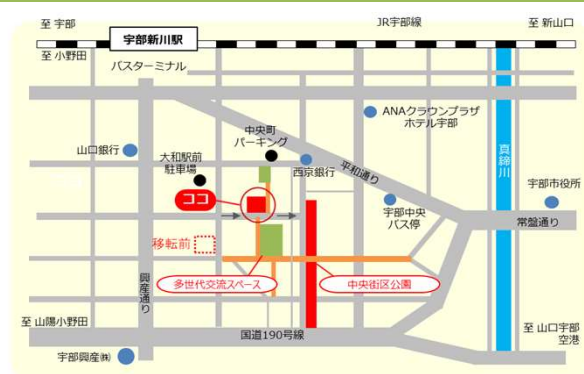 至 宇部
JR宇部線
至 新山口
宇部新川駅
至 小野田
バスターミナル
ANAクラウンプラザ
ホテル宇部
中央町
パーキング
山口銀行
大和駅前
駐車場
西京銀行
平和通り
真締川
宇部市役所
ココ
宇部中央
バス停
常盤通り
移転前
興産通り
多世代交流スペース
中央街区公園
至 山陽小野田
国道190号線
至 山口宇部
空港
宇部興産㈱